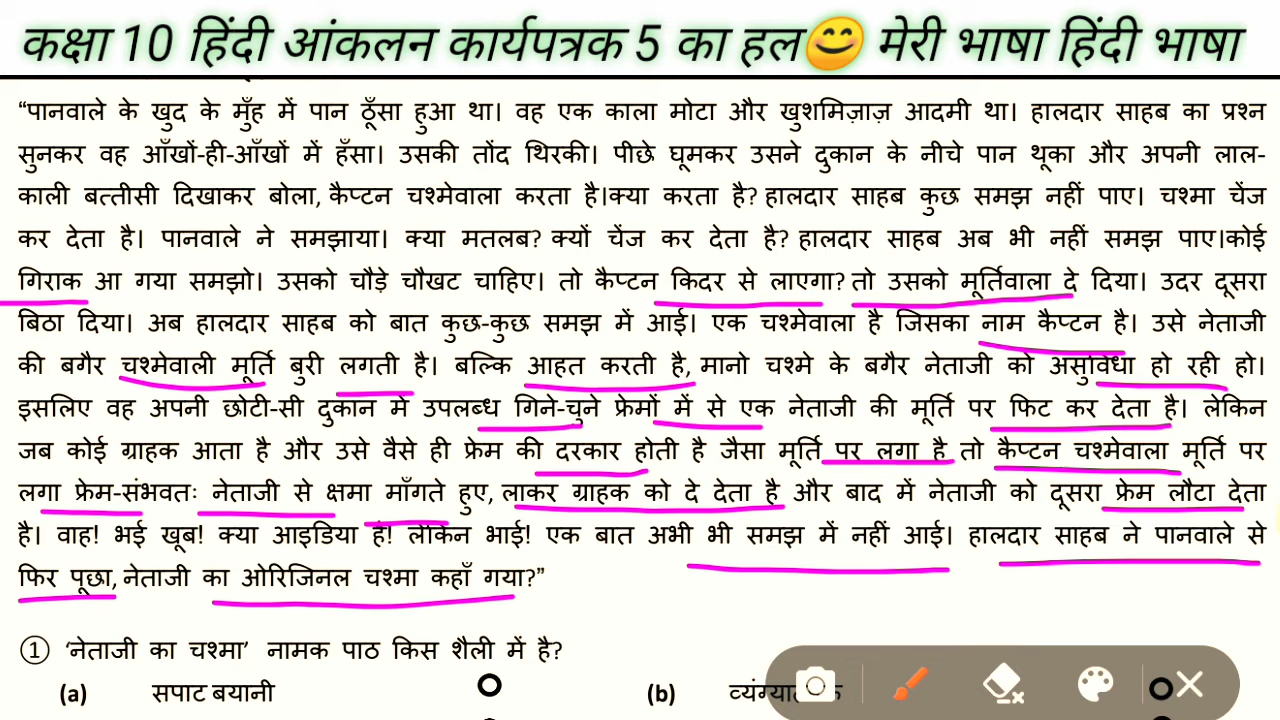 कक्षा 10 हिंदी आंकलन कार्यपत्रक 5 का हल😊 मेरी भाषा हिंदी भाषा
“पानवाले के खुद के मुँह में पान ठूँसा हुआ था। वह एक काला मोटा और खुशमिज़ाज़ आदमी था। हालदार साहब का प्रश्न
सुनकर वह आँखों-ही-आँखों में हँसा। उसकी तोंद थिरकी। पीछे घूमकर उसने दुकान के नीचे पान थूका और अपनी लाल-
काली बत्तीसी दिखाकर बोला, कैप्टन चश्मेवाला करता है।क्या करता है? हालदार साहब कुछ समझ नहीं पाए। चश्मा चेंज
कर देता है। पानवाले ने समझाया। क्या मतलब? क्यों चेंज कर देता है? हालदार साहब अब भी नहीं समझ पाए।कोई
गिराक आ गया समझो। उसको चौड़े चौखट चाहिए। तो कैप्टन किदर से लाएगा? तो उसको मूर्तिवाला दे दिया। उदर दूसरा
बिठा दिया। अब हालदार साहब को बात कुछ-कुछ समझ में आई। एक चश्मेवाला है जिसका नाम कैप्टन है। उसे नेताजी
की बगैर चश्मेवाली मूर्ति बुरी लगती है। बल्कि आहत करती है, मानो चश्मे के बगैर नेताजी को असुविधा हो रही हो।
इसलिए वह अपनी छोटी-सी दुकान मे उपलब्ध गिने-चुने फ्रेमों में से एक नेताजी की मूर्ति पर फिट कर देता है। लेकिन
जब कोई ग्राहक आता है और उसे वैसे ही फ्रेम की दरकार होती है जैसा मूर्ति पर लगा है तो कैप्टन चश्मेवाला मूर्ति पर
लगा फ्रेम-संभवतः नेताजी से क्षमा माँगते हुए, लाकर ग्राहक को दे देता है और बाद में नेताजी को दूसरा फ्रेम लौटा देता
है। वाह! भई खूब! क्या आइडिया है! लेकिन भाई! एक बात अभी भी समझ में नहीं आई। हालदार साहब ने पानवाले से
फिर पूछा, नेताजी का ओरिजिनल चश्मा कहाँ गया?”
① ‘नेताजी का चश्मा’ नामक पाठ किस शैली में है?
(a) सपाट बयानी (b)